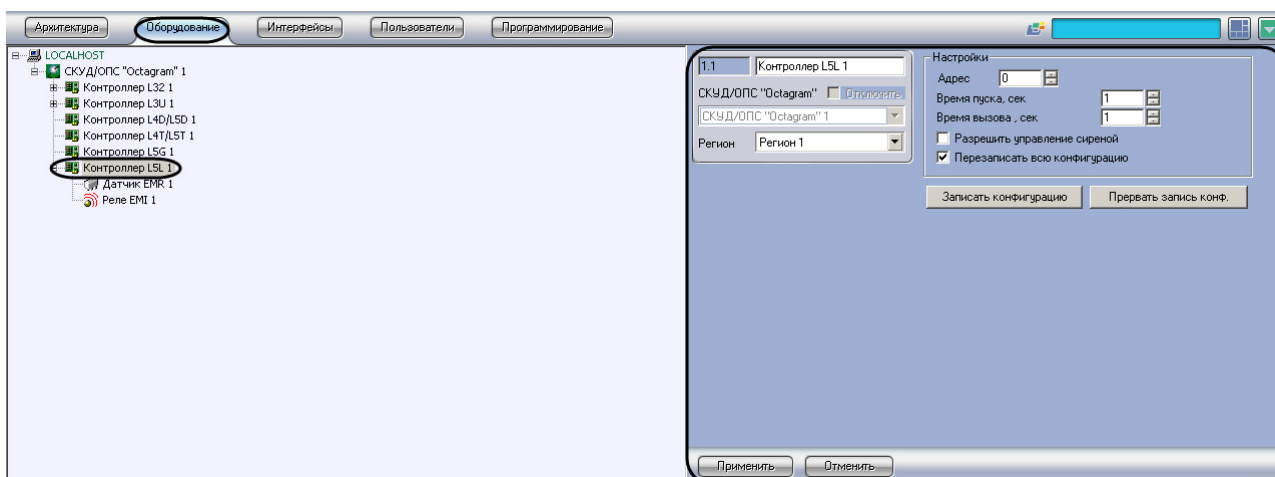 Архитектура Оборудование Интерфейсы Пользователи Программирование
LOCALHOST
СКУД/ОПС "Octagram" 1
Контроллер L32 1
Контроллер L3U 1
Контроллер L4D/L5D 1
Контроллер L4T/L5T 1
Контроллер L5G 1
Контроллер L5L 1
Датчик EMR 1
Реле EMI 1
1.1 Контроллер L5L 1
СКУД/ОПС "Octagram" Отключить
СКУД/ОПС "Octagram" 1
Регион Регион 1
Настройки
Адрес 0
Время пуска, сек 1
Время вызова , сек 1
Разрешить управление сиреной
Перезаписать всю конфигурацию
Записать конфигурацию Прервать запись конф.
Применить Отменить